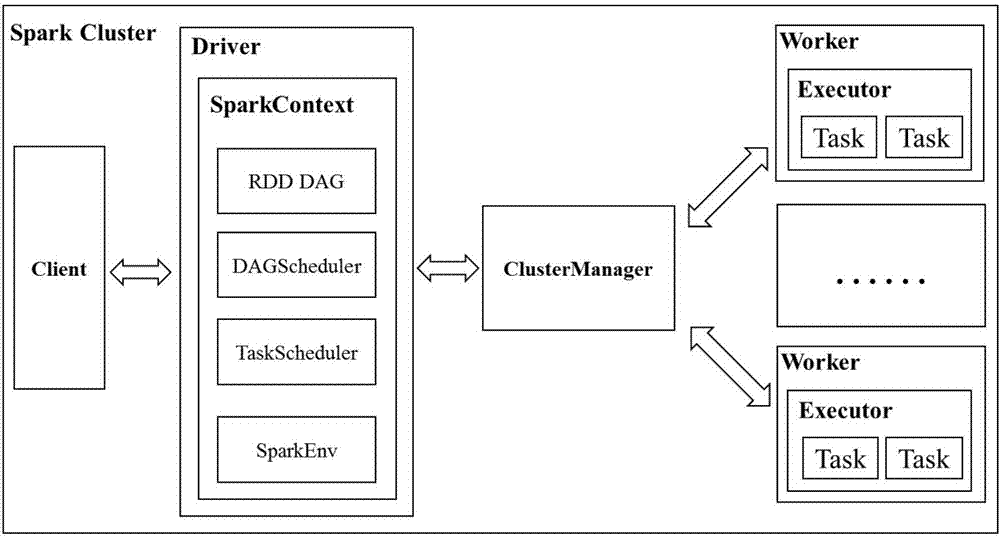 Spark Cluster
Client
Driver
SparkContext
RDD DAG
DAGScheduler
TaskScheduler
SparkEnv
ClusterManager
Worker
Executor
Task Task
......
Worker
Executor
Task Task